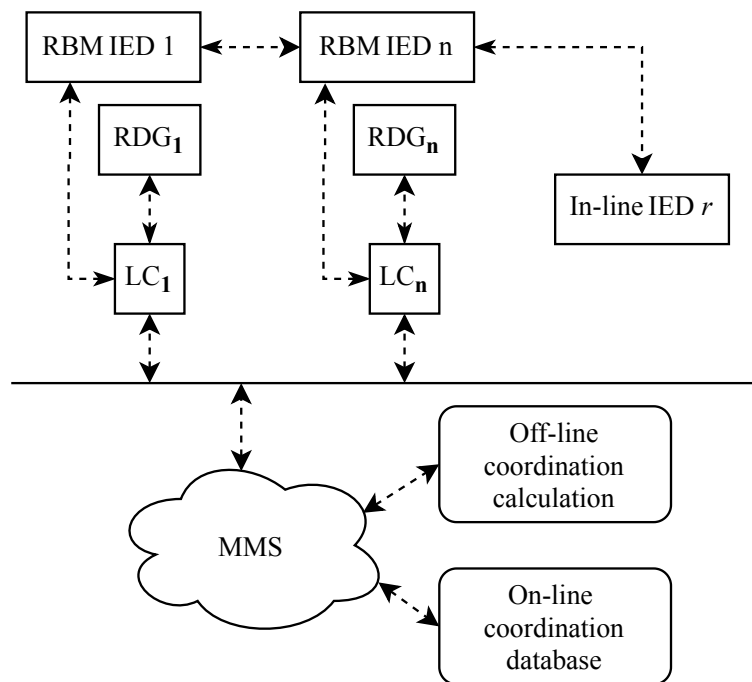 RBM IED 1
RBM IED n
RDG1
RDGn
In-line IED r
LC1
LCn
MMS
Off-line
coordination
calculation
On-line
coordination
database